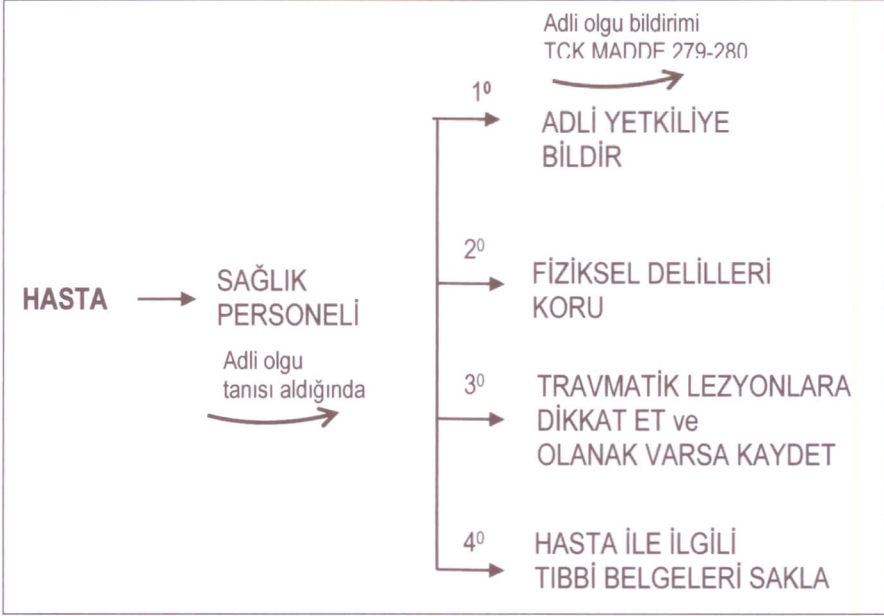 Adli olgu bildirimi
TCK MADDE 279-280
1⁰
ADLİ YETKİLİYE
BİLDİR
2⁰
FİZİKSEL DELİLLERİ
KORU
HASTA
SAĞLIK
PERSONELİ
Adli olgu
tanısı aldığında
3⁰
TRAVMATİK LEZYONLARA
DİKKAT ET ve
OLANAK VARSA KAYDET
4⁰
HASTA İLE İLGİLİ
TIBBİ BELGELERİ SAKLA